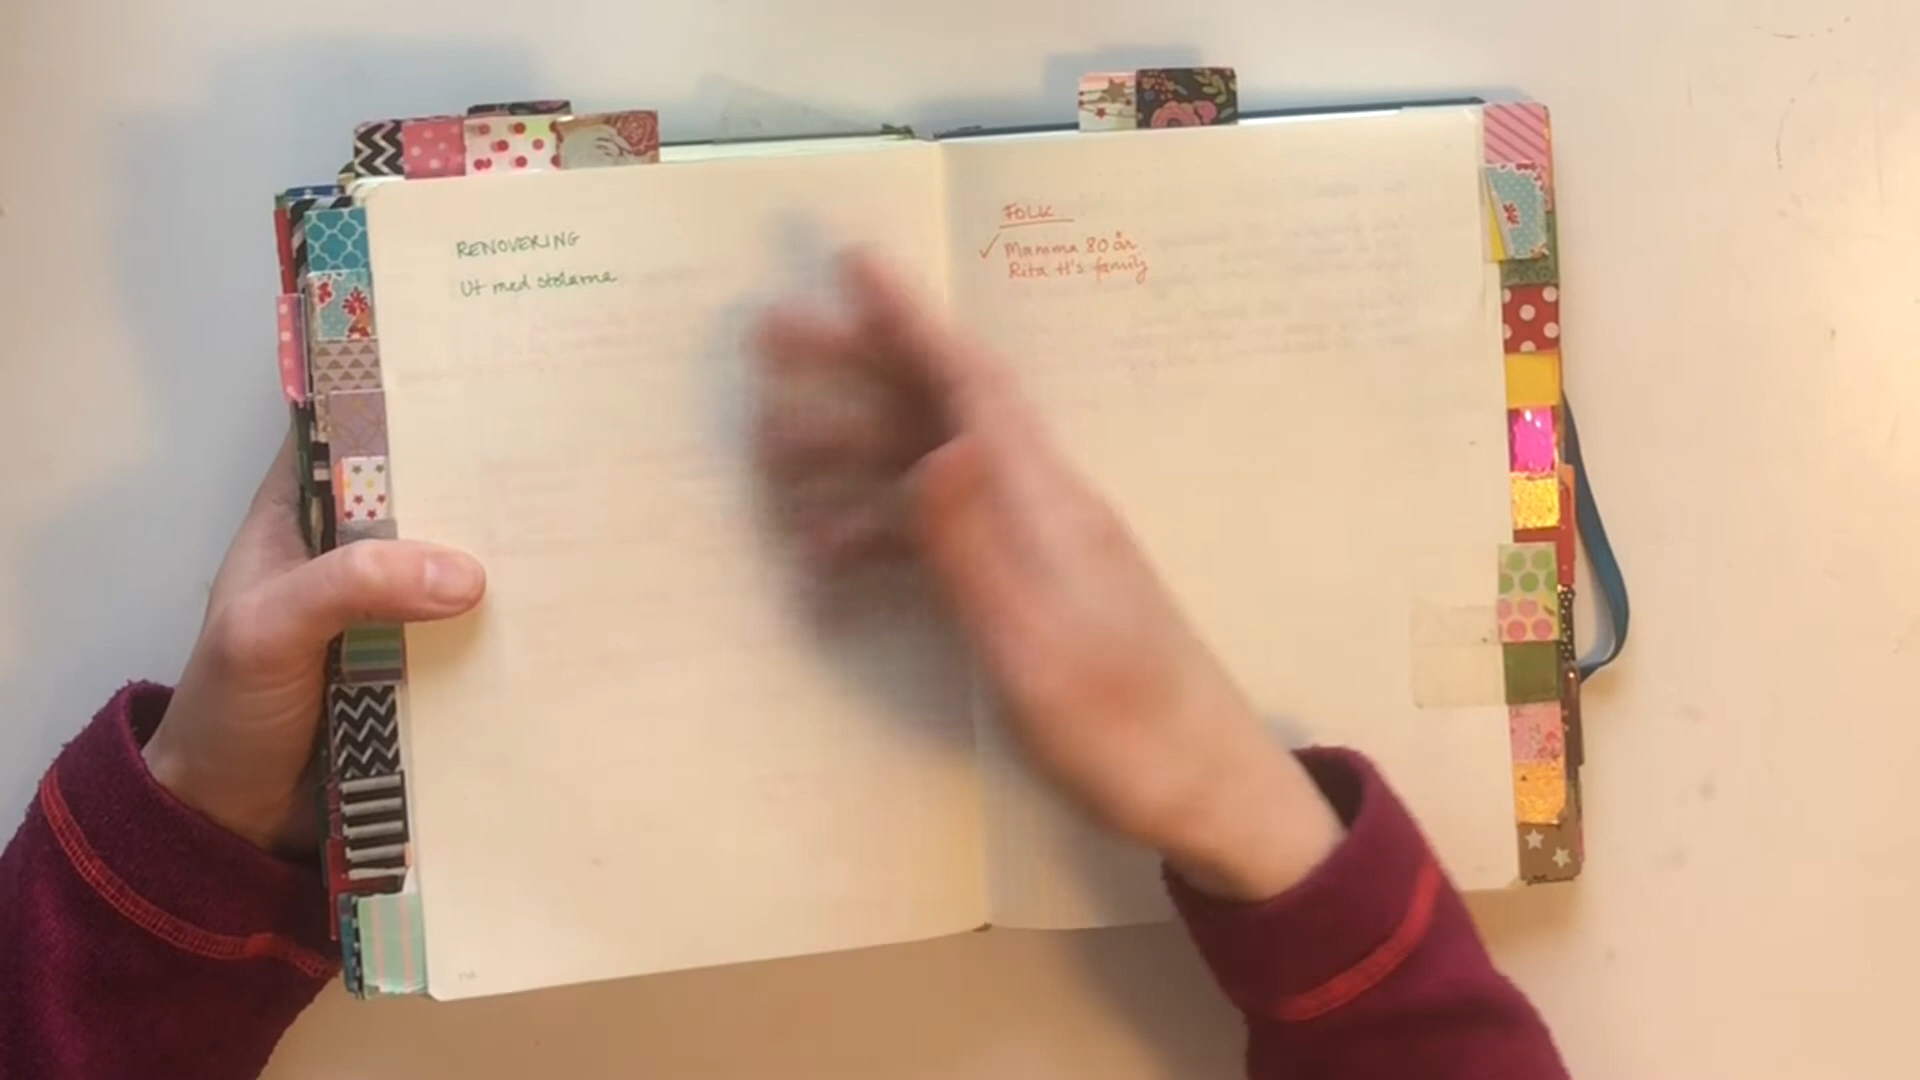 RENOVERING
Ut med stolarna
FOLK
✓ Mamma 80 år
Rita H's family